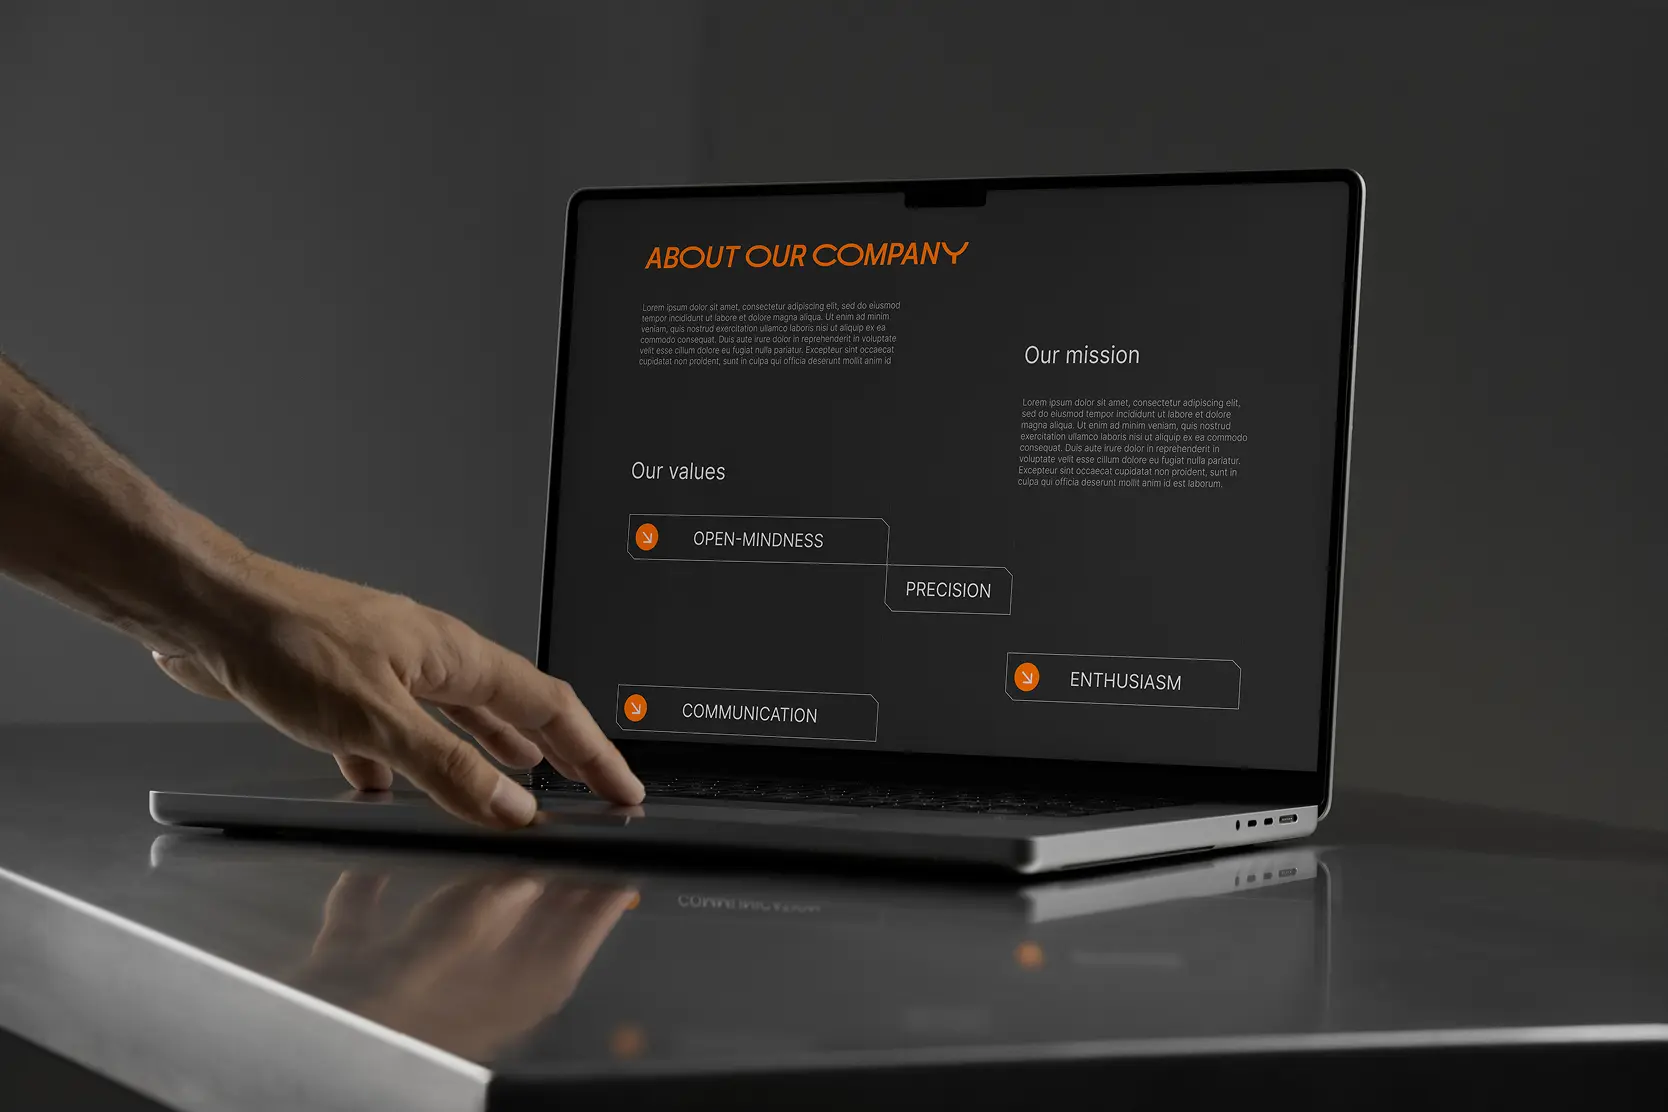 ABOUT OUR COMPANY
Lorem ipsum dolor sit amet, consectetur adipiscing elit, sed do eiusmod
tempor incididunt ut labore et dolore magna aliqua. Ut enim ad minim
veniam, quis nostrud exercitation ullamco laboris nisi ut aliquip ex ea
commodo consequat. Duis aute irure dolor in reprehenderit in voluptate
velit esse cillum dolore eu fugiat nulla pariatur. Excepteur sint occaecat
cupidatat non proident, sunt in culpa qui officia deserunt mollit anim id
Our mission
Lorem ipsum dolor sit amet, consectetur adipiscing elit,
sed do eiusmod tempor incididunt ut labore et dolore
magna aliqua. Ut enim ad minim veniam, quis nostrud
exercitation ullamco laboris nisi ut aliquip ex ea commodo
consequat. Duis aute irure dolor in reprehenderit in
voluptate velit esse cillum dolore eu fugiat nulla pariatur.
Excepteur sint occaecat cupidatat non proident, sunt in
culpa qui officia deserunt mollit anim id est laborum.
Our values
OPEN-MINDNESS
PRECISION
ENTHUSIASM
COMMUNICATION